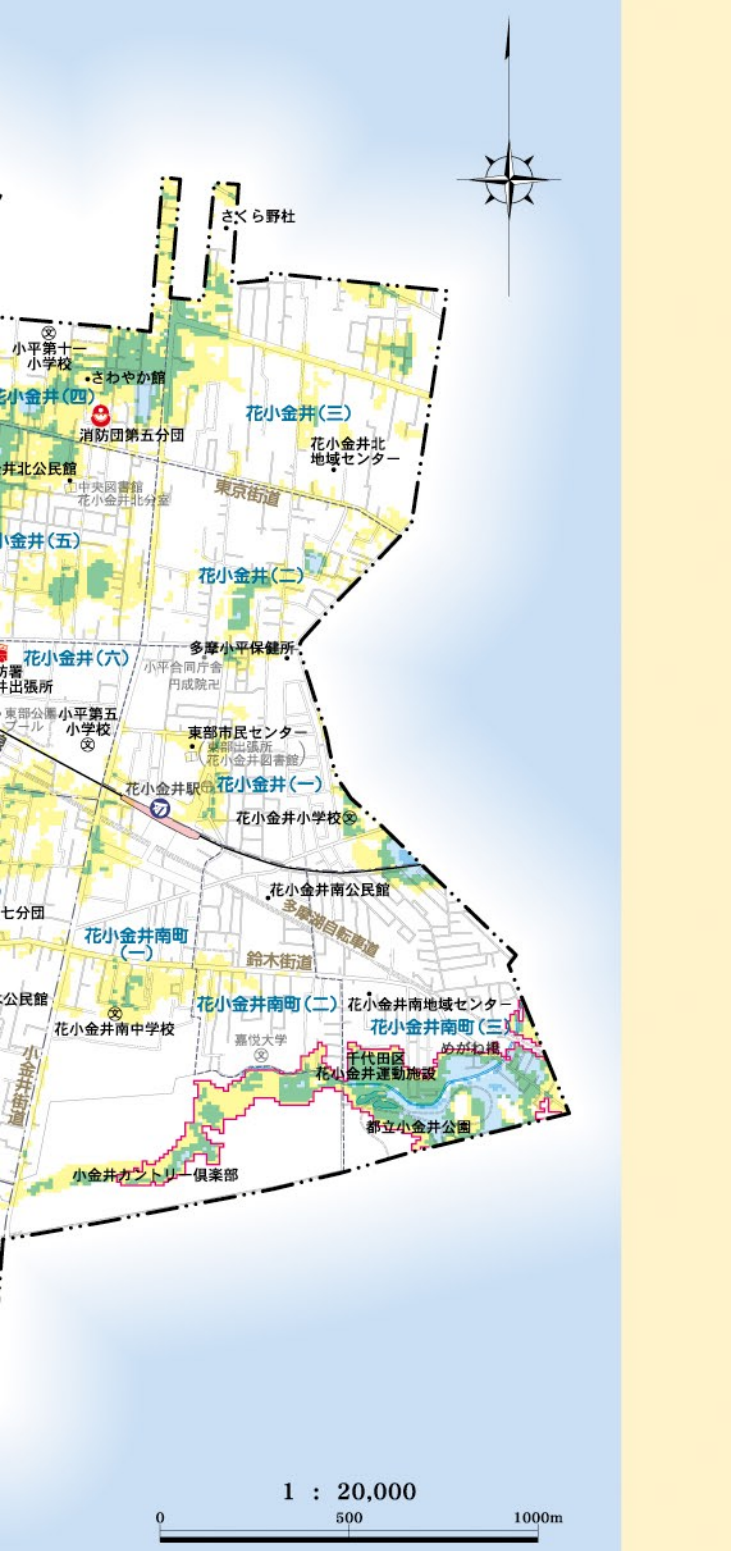 さくら野杜
小平第十一
小学校
さわやか館
花小金井(四)
消防団第五分団
花小金井(三)
花小金井北
地域センター
井北公民館
中央図書館
花小金井北分室
東京街道
小金井(五)
花小金井(二)
多摩小平保健所
花小金井(六)
小平合同庁舎
円成院卍
防署
井出張所
東部公園
プール
小平第五
小学校
東部市民センター
(東部出張所
花小金井図書館)
花小金井駅
花小金井(一)
花小金井小学校
花小金井南公民館
多摩湖自転車道
七分団
花小金井南町
(一)
鈴木街道
公民館
花小金井南町(二)
花小金井南地域センター
花小金井南中学校
花小金井南町(三)
嘉悦大学
めがね橋
千代田区
花小金井運動施設
小金井街道
都立小金井公園
小金井カントリー倶楽部
1 : 20,000
0 500 1000m